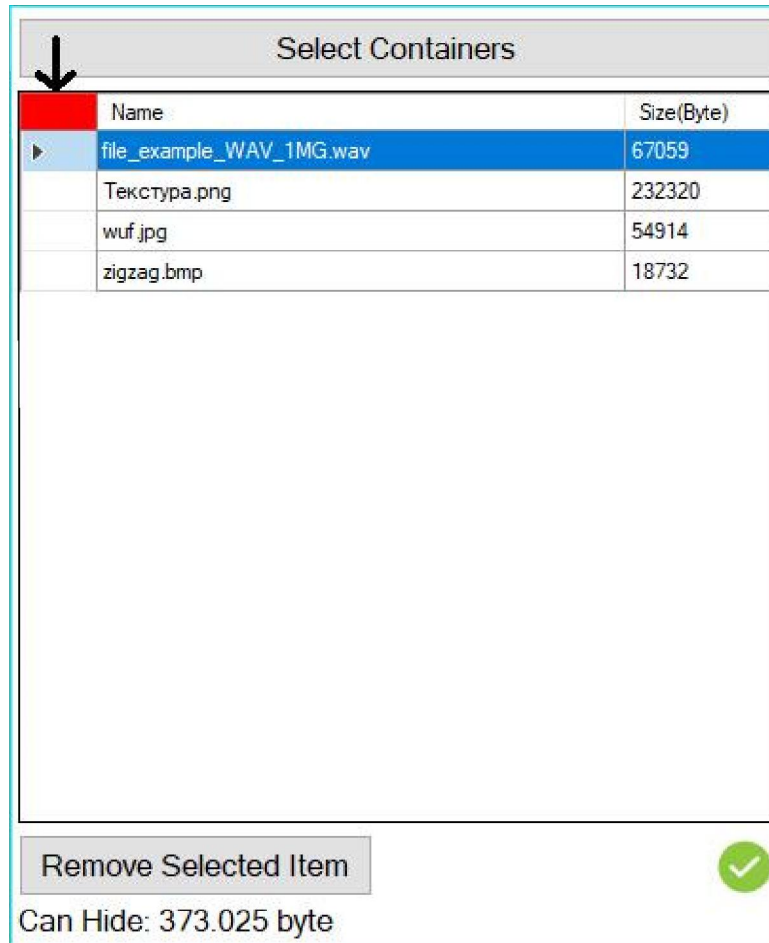 Select Containers
Name Size(Byte)
file_example_WAV_1MG.wav 67059
Текстура.png 232320
wuf.jpg 54914
zigzag.bmp 18732
Remove Selected Item
Can Hide: 373.025 byte